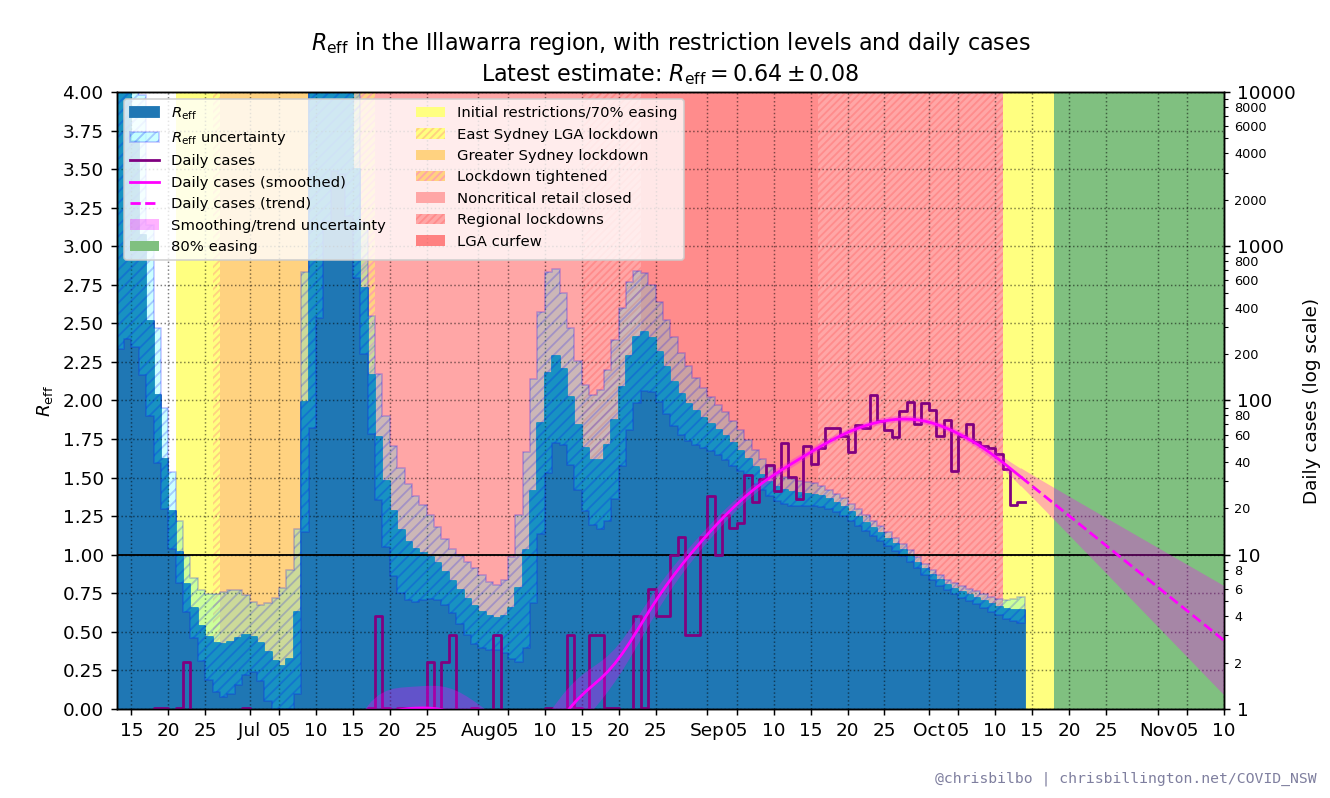 Reff in the Illawarra region, with restriction levels and daily cases
Latest estimate: Reff = 0.64 ± 0.08
Reff
Reff uncertainty
Daily cases
Daily cases (smoothed)
Daily cases (trend)
Smoothing/trend uncertainty
80% easing
Initial restrictions/70% easing
East Sydney LGA lockdown
Greater Sydney lockdown
Lockdown tightened
Noncritical retail closed
Regional lockdowns
LGA curfew
Reff
4.00
3.75
3.50
3.25
3.00
2.75
2.50
2.25
2.00
1.75
1.50
1.25
1.00
0.75
0.50
0.25
0.00
10000
8000
6000
4000
2000
1000
800
600
400
200
100
80
60
40
20
10
8
6
4
2
1
Daily cases (log scale)
15 20 25 Jul 05 10 15 20 25 Aug 05 10 15 20 25 Sep 05 10 15 20 25 Oct 05 10 15 20 25 Nov 05 10
@chrisbilbo | chrisbillington.net/COVID_NSW